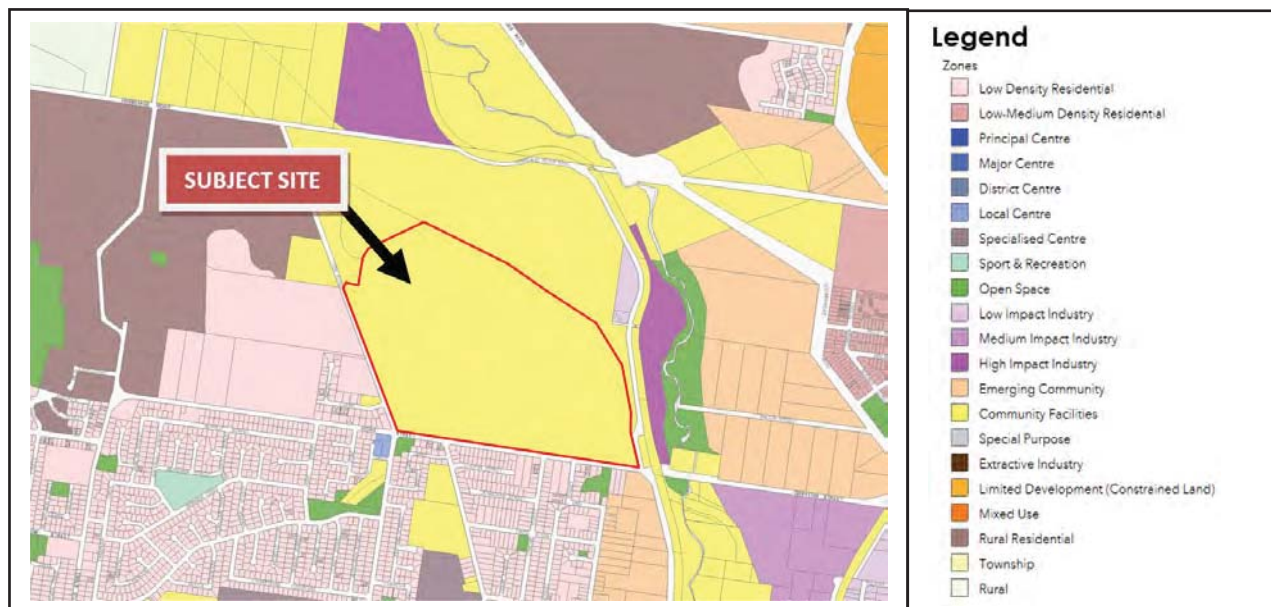 SUBJECT SITE
Legend
Zones
Low Density Residential
Low-Medium Density Residential
Principal Centre
Major Centre
District Centre
Local Centre
Specialised Centre
Sport & Recreation
Open Space
Low Impact Industry
Medium Impact Industry
High Impact Industry
Emerging Community
Community Facilities
Special Purpose
Extractive Industry
Limited Development (Constrained Land)
Mixed Use
Rural Residential
Township
Rural